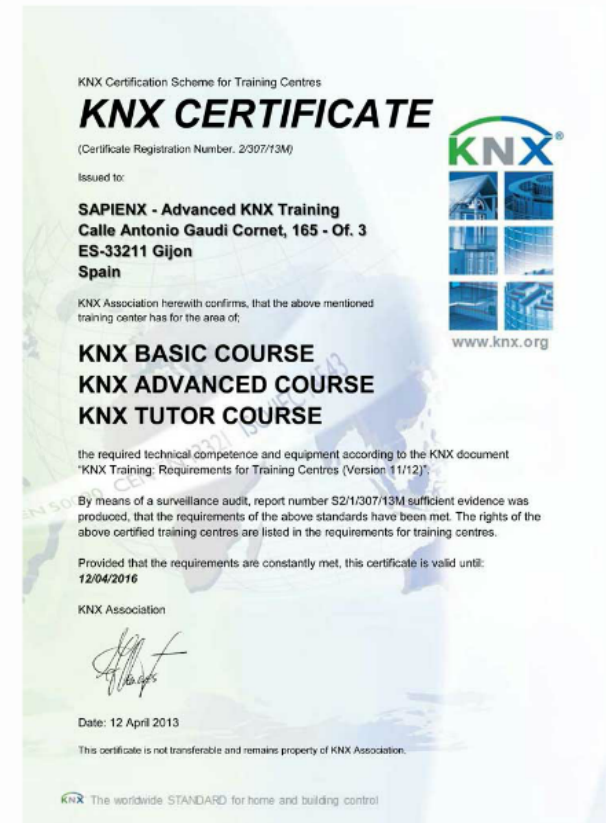 KNX Certification Scheme for Training Centres
KNX CERTIFICATE
(Certificate Registration Number. 2/307/13M)
KNX®
Issued to:
SAPIENX - Advanced KNX Training
Calle Antonio Gaudi Cornet, 165 - Of. 3
ES-33211 Gijon
Spain
KNX Association herewith confirms, that the above mentioned
training center has for the area of;
www.knx.org
KNX BASIC COURSE
KNX ADVANCED COURSE
KNX TUTOR COURSE
the required technical competence and equipment according to the KNX document
"KNX Training: Requirements for Training Centres (Version 11/12)".
By means of a surveillance audit, report number S2/1/307/13M sufficient evidence was
produced, that the requirements of the above standards have been met. The rights of the
above certified training centres are listed in the requirements for training centres.
Provided that the requirements are constantly met, this certificate is valid until:
12/04/2016
KNX Association
Date: 12 April 2013
This certificate is not transferable and remains property of KNX Association.
KNX The worldwide STANDARD for home and building control